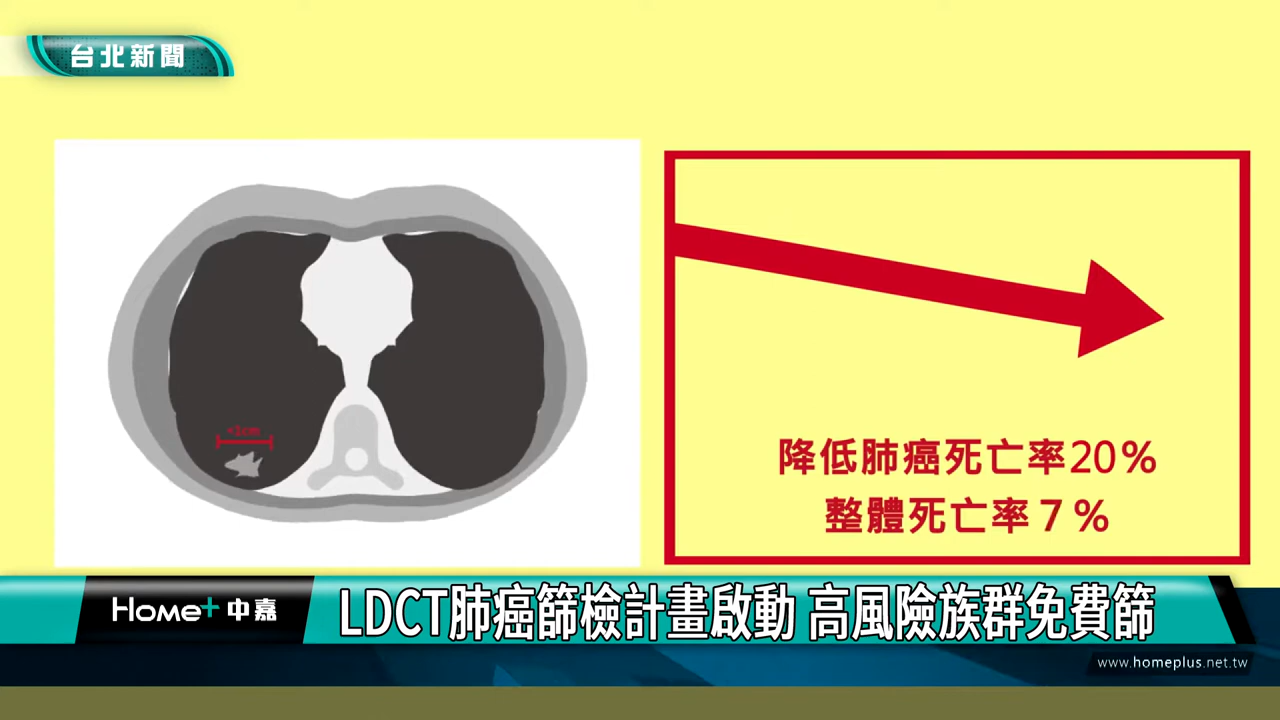 台北新聞
<1cm
降低肺癌死亡率20%
整體死亡率7%
Home+中嘉
LDCT肺癌篩檢計畫啟動 高風險族群免費篩
www.homeplus.net.tw